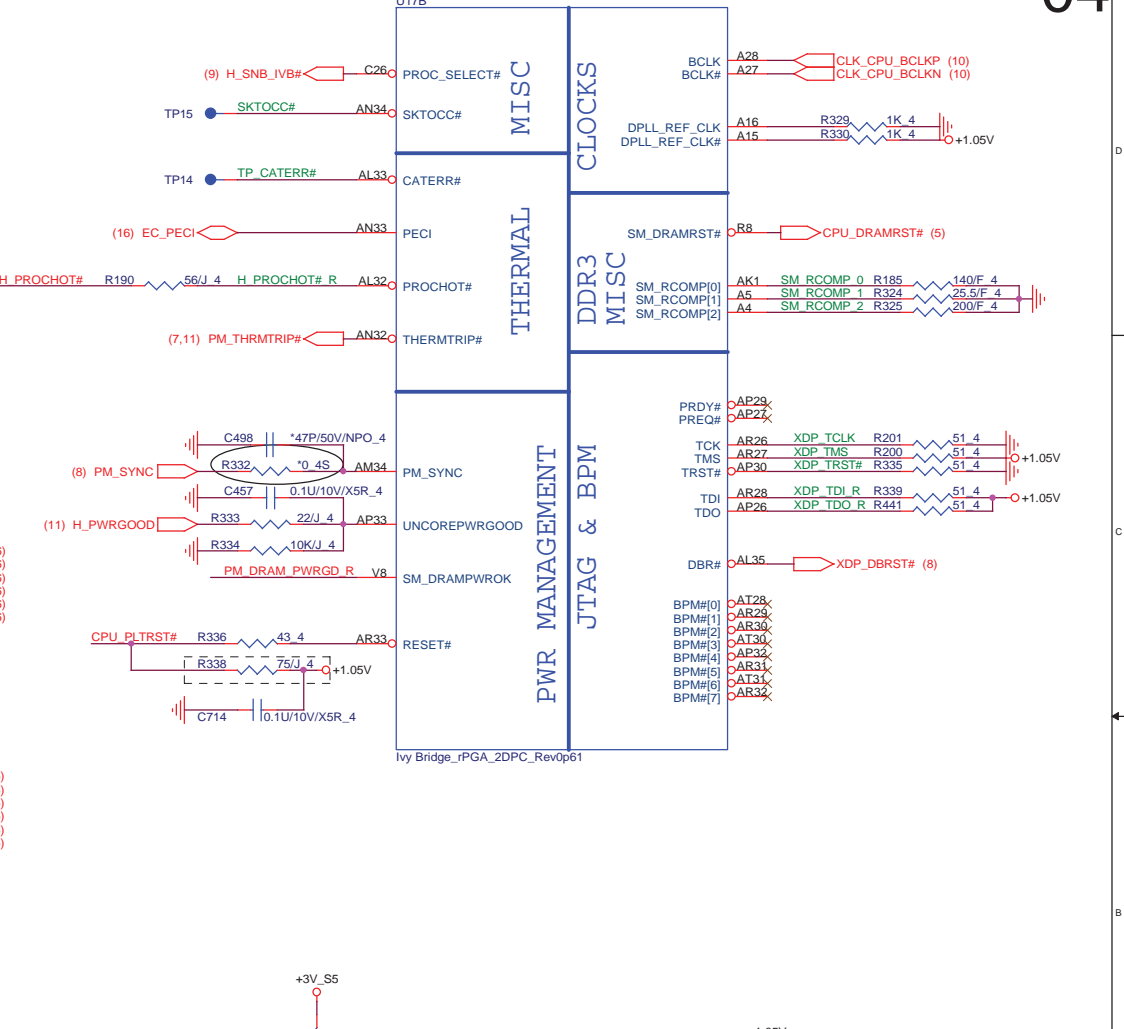 U17B
04
MISC
CLOCKS
(9) H_SNB_IVB# C26 PROC_SELECT#
BCLK A28 CLK_CPU_BCLKP (10)
BCLK# A27 CLK_CPU_BCLKN (10)
TP15 SKTOCC# AN34 SKTOCC#
DPLL_REF_CLK A16 R329 1K_4
DPLL_REF_CLK# A15 R330 1K_4 +1.05V
D
TP14 TP_CATERR# AL33 CATERR#
THERMAL
DDR3
MISC
(16) EC_PECI AN33 PECI
SM_DRAMRST# R8 CPU_DRAMRST# (5)
H_PROCHOT# R190 56/J_4 H_PROCHOT#_R AL32 PROCHOT#
SM_RCOMP[0] AK1 SM_RCOMP_0 R185 140/F_4
SM_RCOMP[1] A5 SM_RCOMP_1 R324 25.5/F_4
SM_RCOMP[2] A4 SM_RCOMP_2 R325 200/F_4
(7,11) PM_THRMTRIP# AN32 THERMTRIP#
PWR MANAGEMENT
JTAG & BPM
PRDY# AP29
PREQ# AP27
C498 *47P/50V/NPO_4
TCK AR26 XDP_TCLK R201 51_4
TMS AR27 XDP_TMS R200 51_4 +1.05V
TRST# AP30 XDP_TRST# R335 51_4
R332 *0_4S
(8) PM_SYNC AM34 PM_SYNC
C457 0.1U/10V/X5R_4
TDI AR28 XDP_TDI_R R339 51_4 +1.05V
TDO AP26 XDP_TDO_R R441 51_4
(11) H_PWRGOOD R333 22/J_4 AP33 UNCOREPWRGOOD
C
R334 10K/J_4
DBR# AL35 XDP_DBRST# (8)
PM_DRAM_PWRGD_R V8 SM_DRAMPWROK
BPM#[0] AT28
BPM#[1] AR29
BPM#[2] AR30
BPM#[3] AT30
BPM#[4] AP32
BPM#[5] AR31
BPM#[6] AT31
BPM#[7] AR32
CPU_PLTRST# R336 43_4 AR33 RESET#
R338 75/J_4 +1.05V
C714 0.1U/10V/X5R_4
Ivy Bridge_rPGA_2DPC_Rev0p61
B
+3V_S5